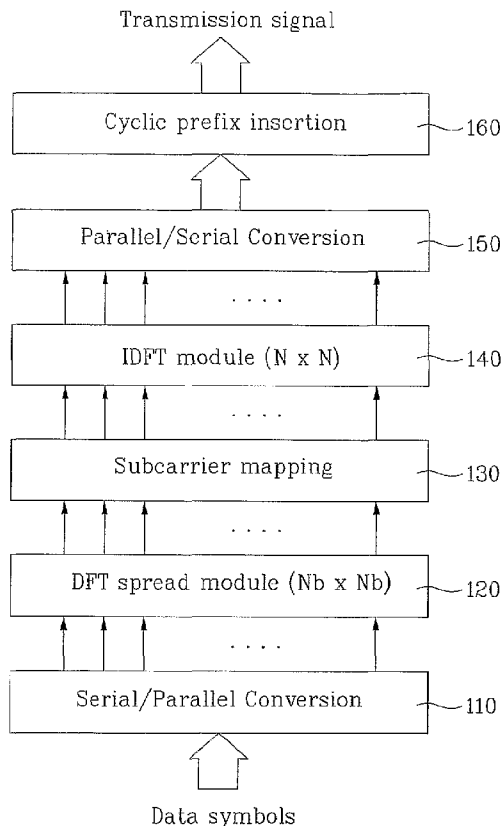 Transmission signal
Cyclic prefix insertion
160
Parallel/Serial Conversion
150
IDFT module (N x N)
140
Subcarrier mapping
130
DFT spread module (Nb x Nb)
120
Serial/Parallel Conversion
110
Data symbols